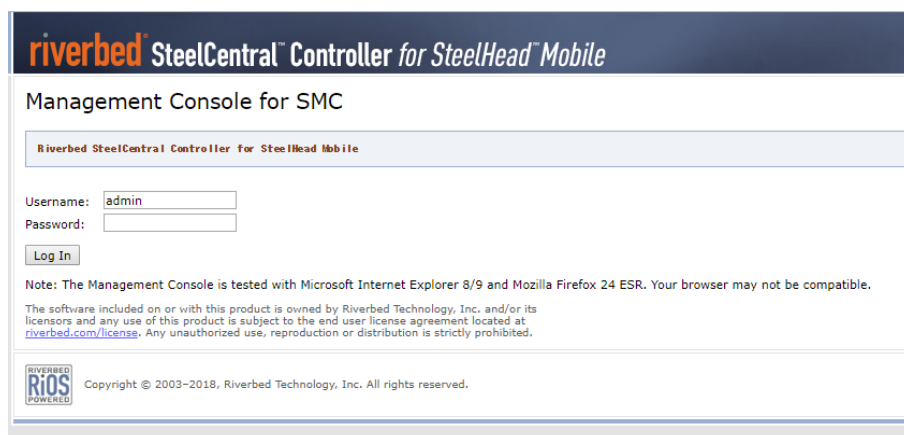 riverbed® SteelCentral™ Controller for SteelHead™ Mobile
Management Console for SMC
Riverbed SteelCentral Controller for SteelHead Mobile
Username: admin
Password:
Log In
Note: The Management Console is tested with Microsoft Internet Explorer 8/9 and Mozilla Firefox 24 ESR. Your browser may not be compatible.
The software included on or with this product is owned by Riverbed Technology, Inc. and/or its
licensors and any use of this product is subject to the end user license agreement located at
riverbed.com/license. Any unauthorized use, reproduction or distribution is strictly prohibited.
RIVERBED
RiOS
POWERED
Copyright © 2003–2018, Riverbed Technology, Inc. All rights reserved.